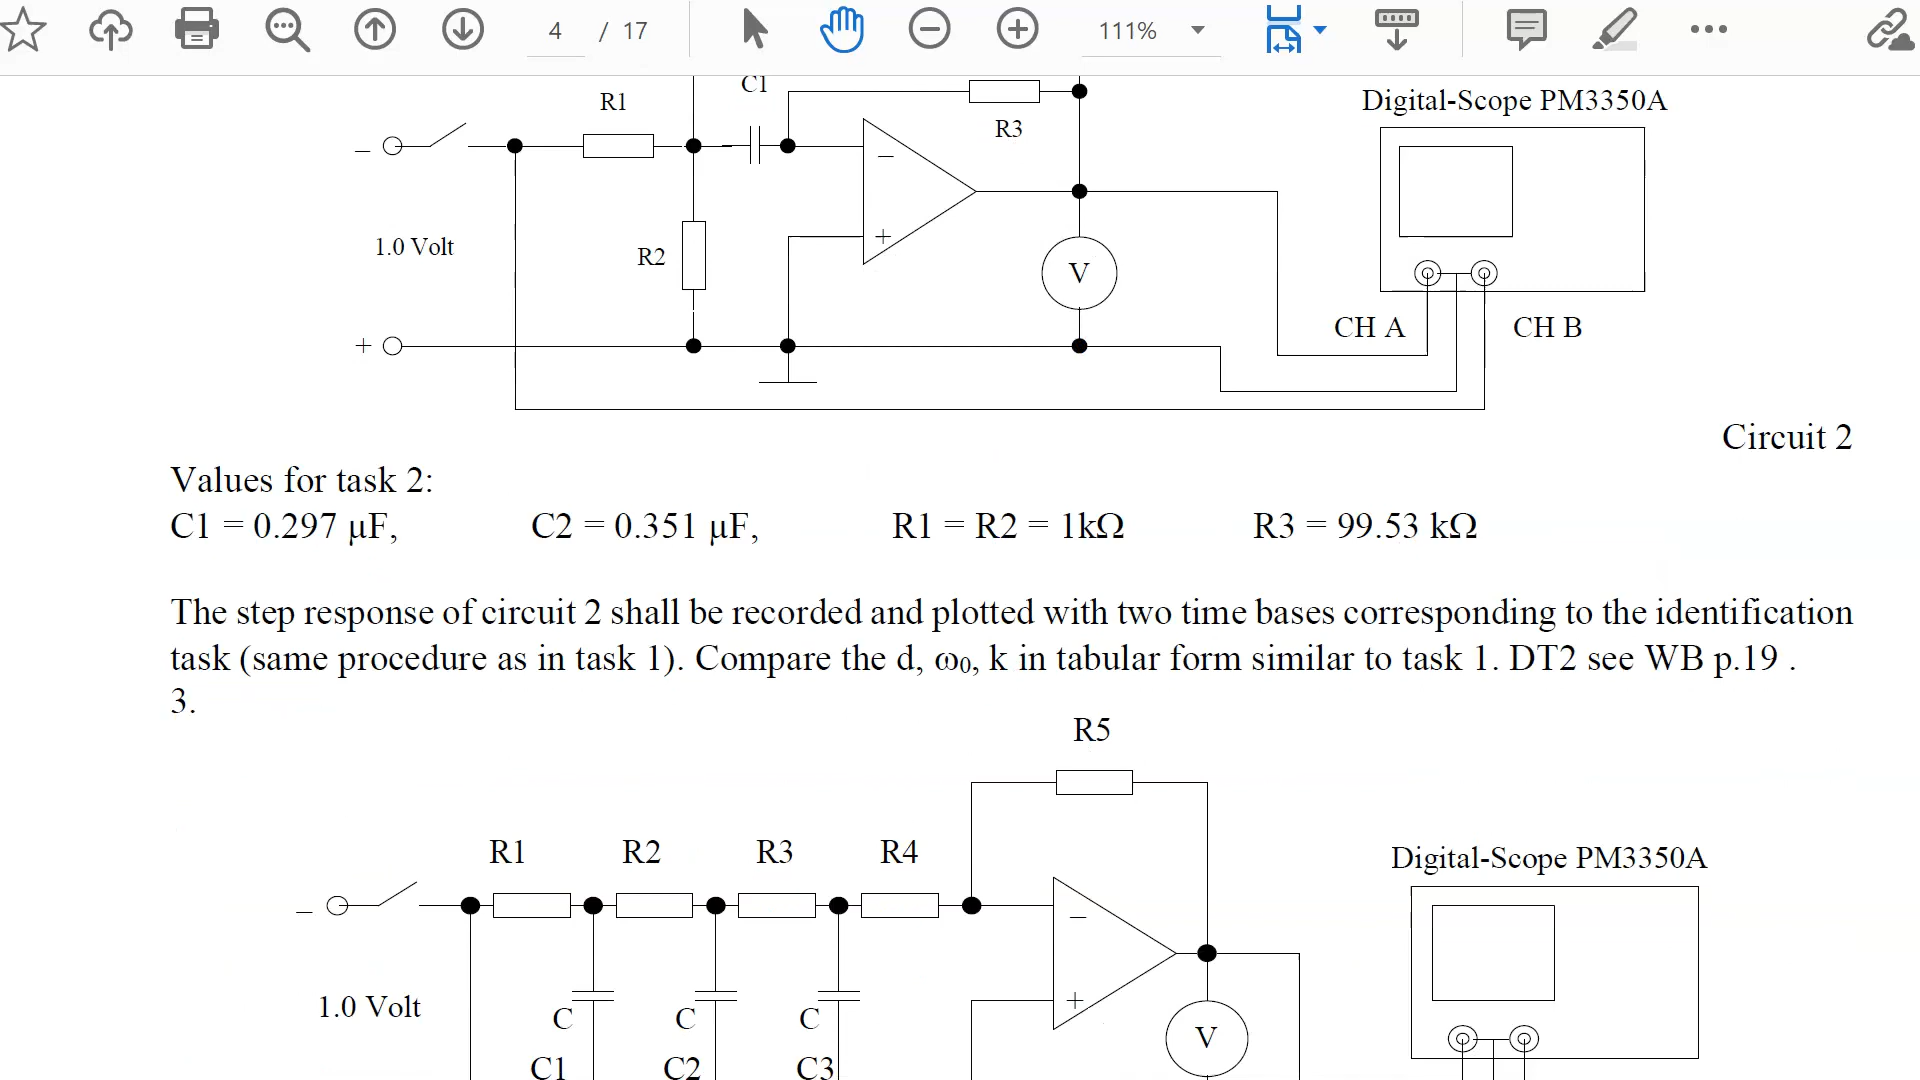 4 / 17
111%
C1
R1
R3
Digital-Scope PM3350A
−
−
1.0 Volt
R2
+
V
CH A
CH B
+
Circuit 2
Values for task 2:
C1 = 0.297 μF, C2 = 0.351 μF, R1 = R2 = 1kΩ R3 = 99.53 kΩ
The step response of circuit 2 shall be recorded and plotted with two time bases corresponding to the identification
task (same procedure as in task 1). Compare the d, ω₀, k in tabular form similar to task 1. DT2 see WB p.19 .
3.
R5
R1 R2 R3 R4
Digital-Scope PM3350A
−
−
+
1.0 Volt
C C C
V
C1 C2 C3